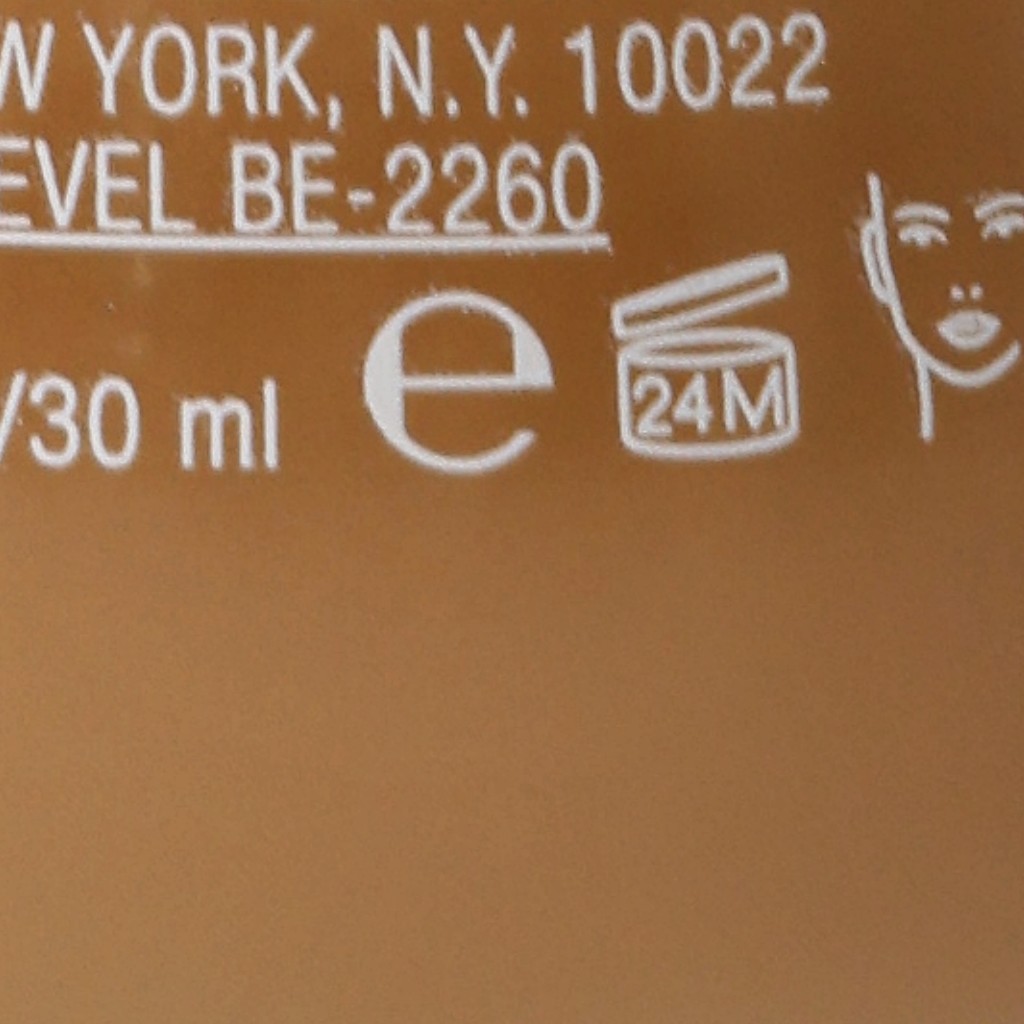 W YORK, N.Y. 10022
EVEL BE-2260
/30 ml e 24M